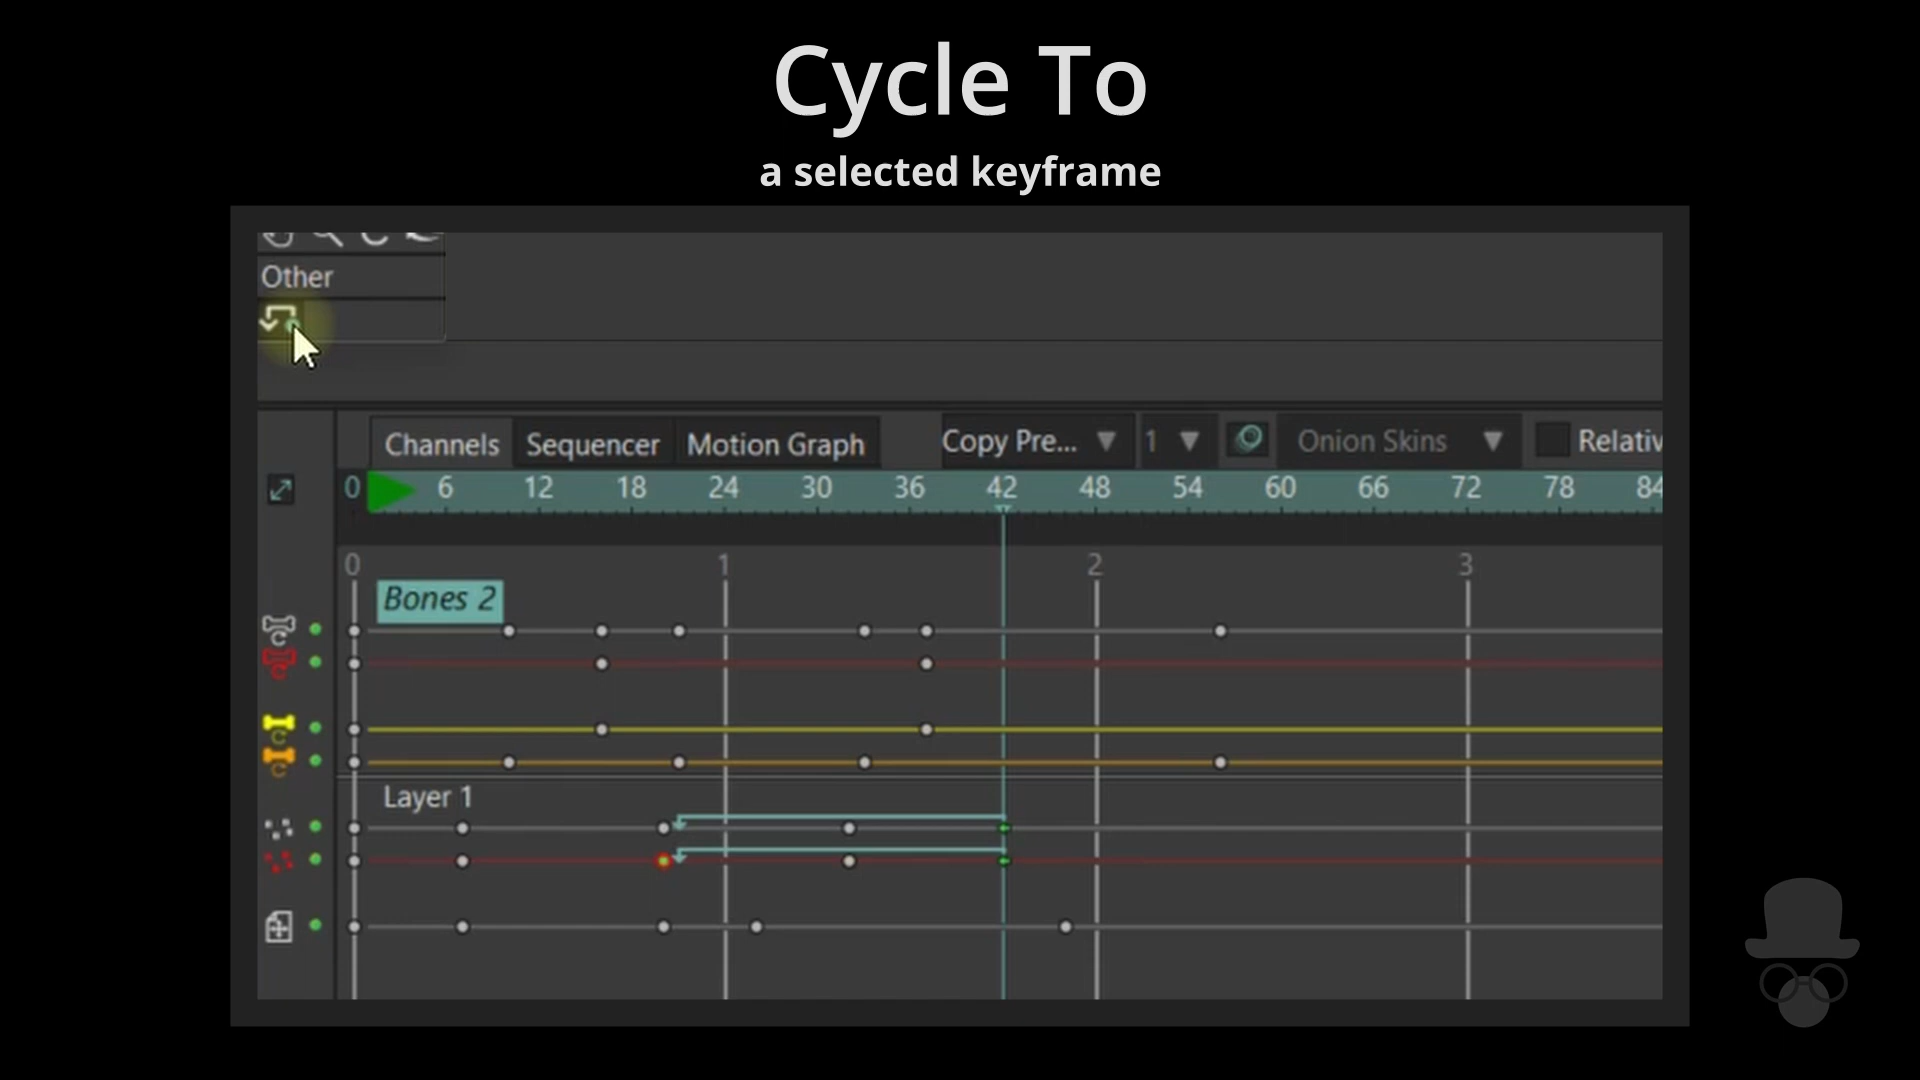 Cycle To
a selected keyframe
Other
Channels Sequencer Motion Graph Copy Pre... 1 Onion Skins Relativ
0 6 12 18 24 30 36 42 48 54 60 66 72 78 84
0 1 2 3
Bones 2
Layer 1